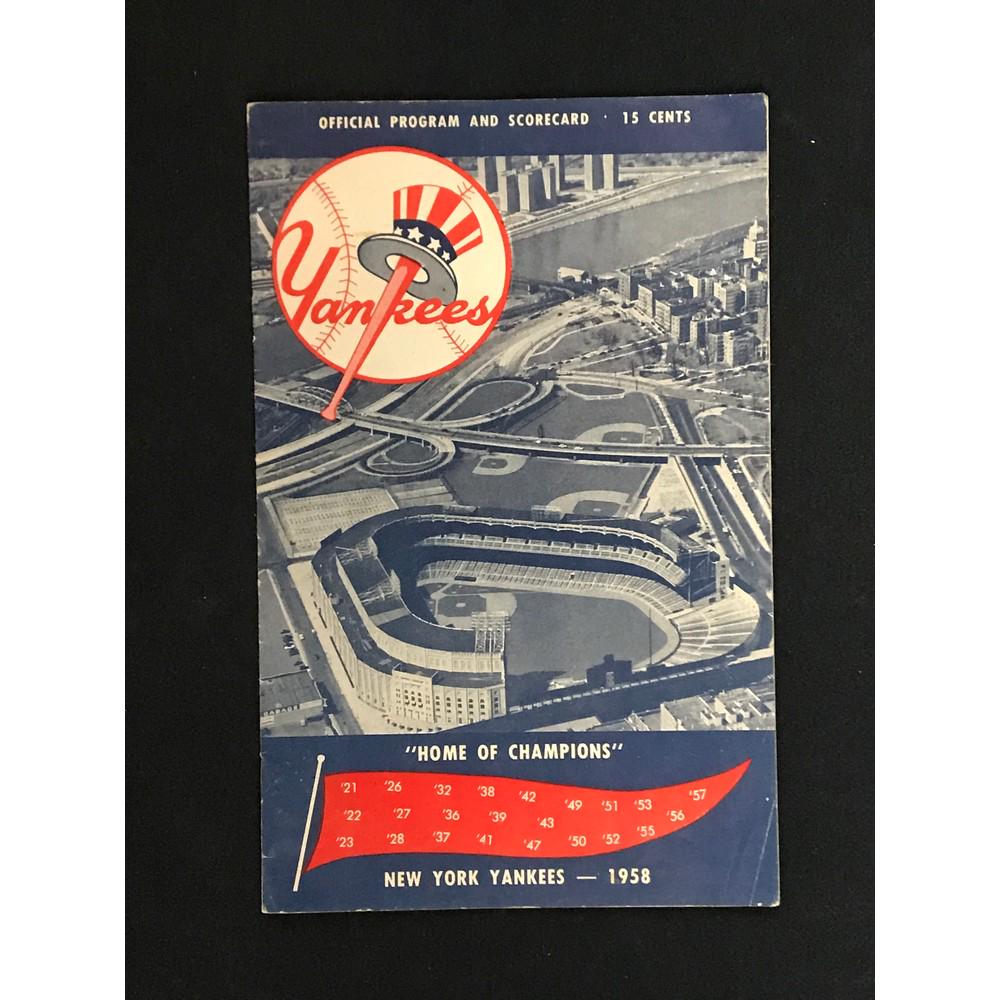 OFFICIAL PROGRAM AND SCORECARD · 15 CENTS
Yankees
GARAGE
"HOME OF CHAMPIONS"
'21 '26 '32 '38 '42 '49 '51 '53 '57
'22 '27 '36 '39 '43 '56
'23 '28 '37 '41 '47 '50 '52 '55
NEW YORK YANKEES — 1958